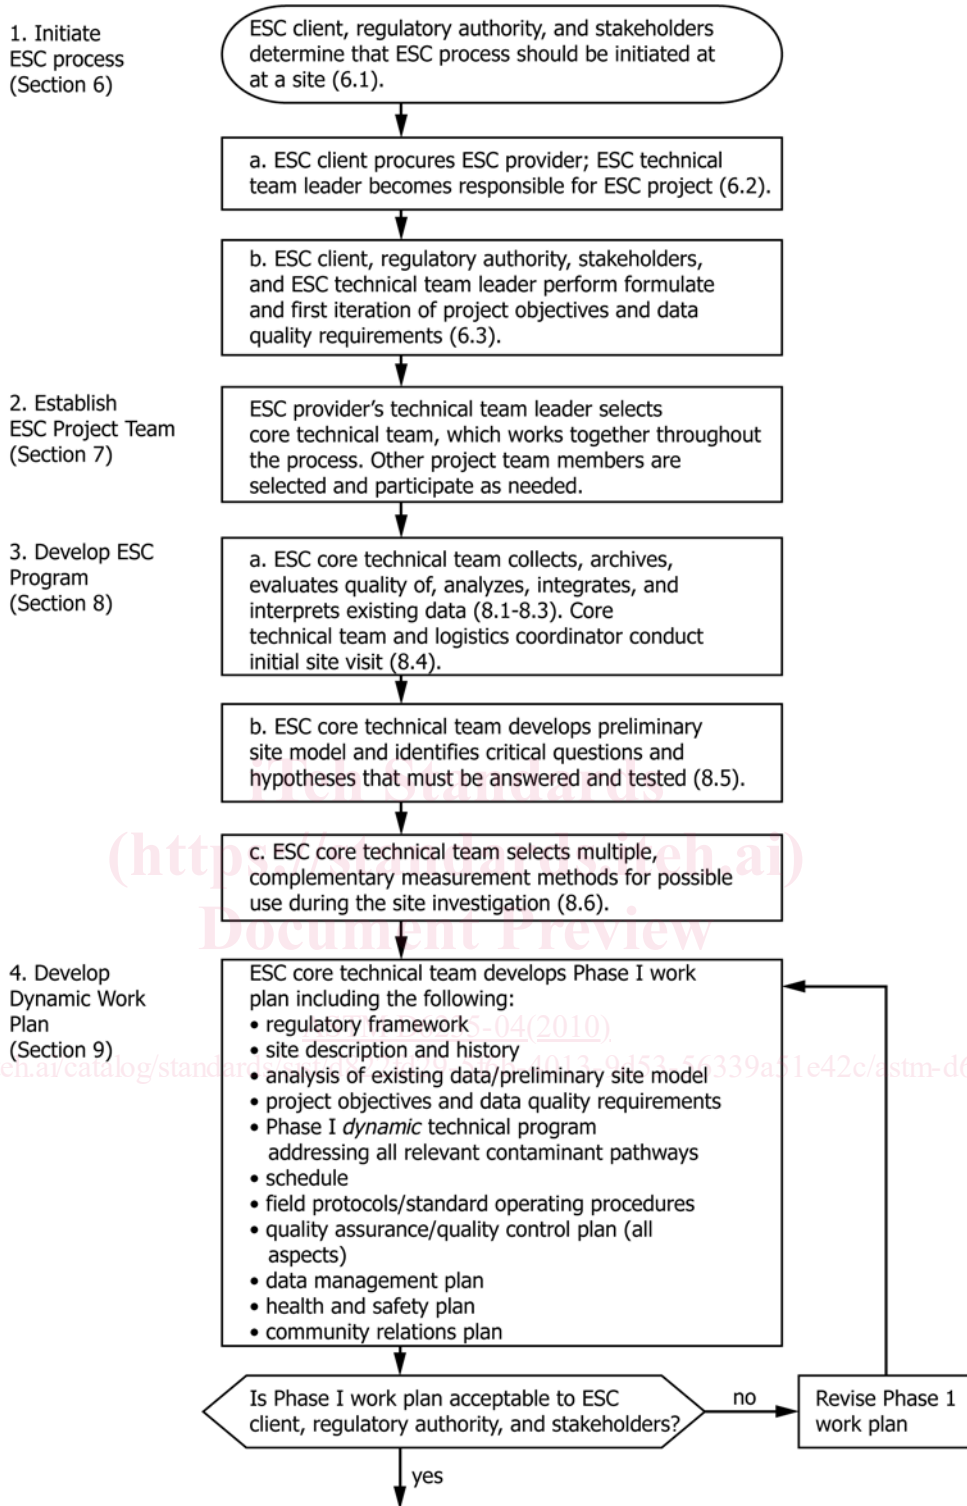 1. Initiate
ESC process
(Section 6)
ESC client, regulatory authority, and stakeholders
determine that ESC process should be initiated at
at a site (6.1).
a. ESC client procures ESC provider; ESC technical
team leader becomes responsible for ESC project (6.2).
b. ESC client, regulatory authority, stakeholders,
and ESC technical team leader perform formulate
and first iteration of project objectives and data
quality requirements (6.3).
2. Establish
ESC Project Team
(Section 7)
ESC provider's technical team leader selects
core technical team, which works together throughout
the process. Other project team members are
selected and participate as needed.
3. Develop ESC
Program
(Section 8)
a. ESC core technical team collects, archives,
evaluates quality of, analyzes, integrates, and
interprets existing data (8.1-8.3). Core
technical team and logistics coordinator conduct
initial site visit (8.4).
b. ESC core technical team develops preliminary
site model and identifies critical questions and
hypotheses that must be answered and tested (8.5).
iTeh Standards
(https://standards.iteh.ai)
Document Preview
c. ESC core technical team selects multiple,
complementary measurement methods for possible
use during the site investigation (8.6).
4. Develop
Dynamic Work
Plan
(Section 9)
ESC core technical team develops Phase I work
plan including the following:
• regulatory framework
• site description and history
• analysis of existing data/preliminary site model
• project objectives and data quality requirements
• Phase I dynamic technical program
addressing all relevant contaminant pathways
• schedule
• field protocols/standard operating procedures
• quality assurance/quality control plan (all
aspects)
• data management plan
• health and safety plan
• community relations plan
Is Phase I work plan acceptable to ESC
client, regulatory authority, and stakeholders?
no
Revise Phase 1
work plan
yes